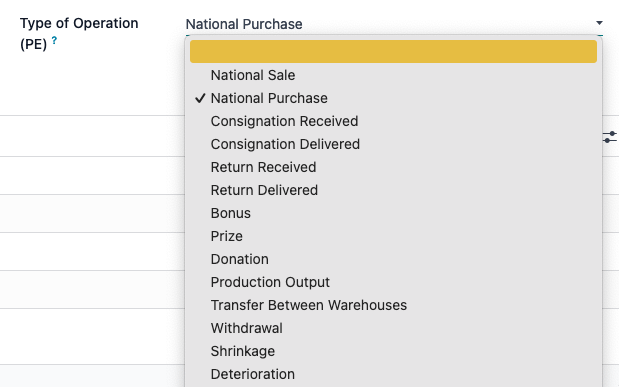 Type of Operation
(PE) ?
National Purchase
National Sale
✓ National Purchase
Consignation Received
Consignation Delivered
Return Received
Return Delivered
Bonus
Prize
Donation
Production Output
Transfer Between Warehouses
Withdrawal
Shrinkage
Deterioration